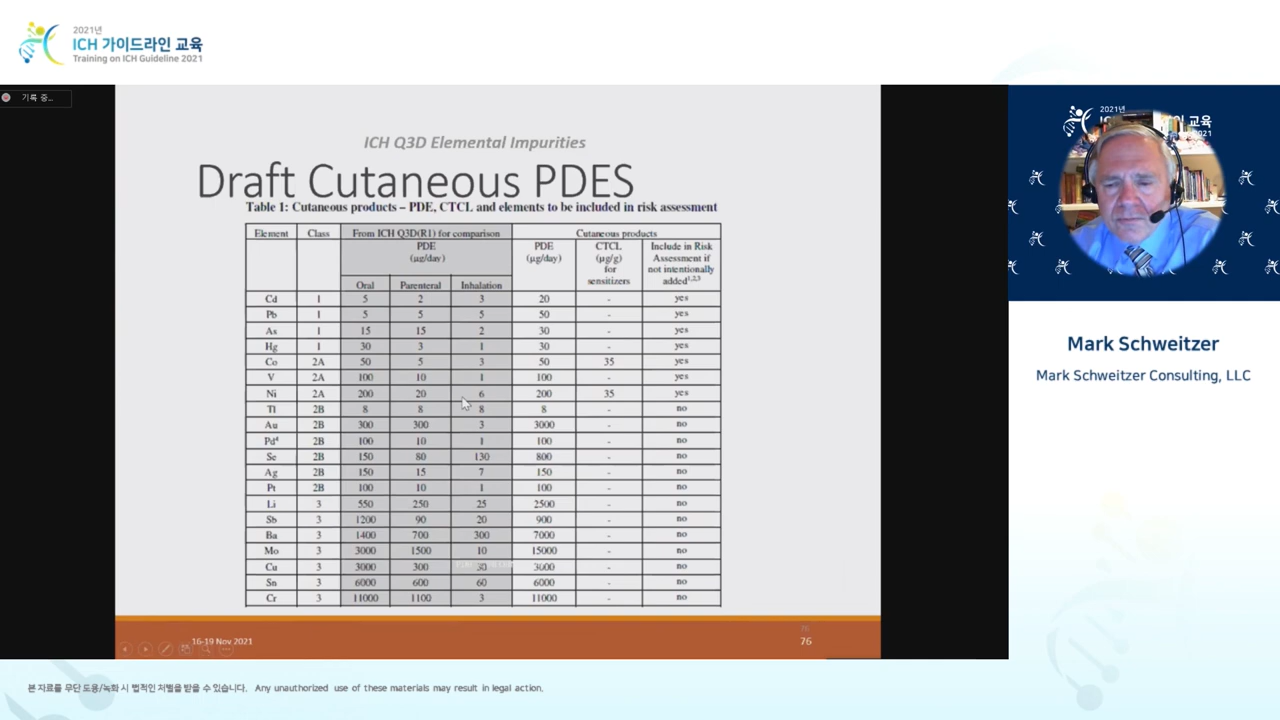 2021년
ICH 가이드라인 교육
Training on ICH Guideline 2021
기록 중...
ICH Q3D Elemental Impurities
Draft Cutaneous PDES
Table 1: Cutaneous products – PDE, CTCL and elements to be included in risk assessment
Element Class From ICH Q3D(R1) for comparison Cutaneous products
PDE (µg/day) PDE (µg/day) CTCL (µg/g) for sensitizers Include in Risk Assessment if not intentionally added1,2,3
Oral Parenteral Inhalation
Cd 1 5 2 3 20 - yes
Pb 1 5 5 5 50 - yes
As 1 15 15 2 30 - yes
Hg 1 30 3 1 30 - yes
Co 2A 50 5 3 50 35 yes
V 2A 100 10 1 100 - yes
Ni 2A 200 20 6 200 35 yes
Tl 2B 8 8 8 8 - no
Au 2B 300 300 3 3000 - no
Pd4 2B 100 10 1 100 - no
Se 2B 150 80 130 800 - no
Ag 2B 150 15 7 150 - no
Pt 2B 100 10 1 100 - no
Li 3 550 250 25 2500 - no
Sb 3 1200 90 20 900 - no
Ba 3 1400 700 300 7000 - no
Mo 3 3000 1500 10 15000 - no
Cu 3 3000 300 30 3000 - no
Sn 3 6000 600 60 6000 - no
Cr 3 11000 1100 3 11000 - no
16-19 Nov 2021
76
76
2021년
교육
2021
Mark Schweitzer
Mark Schweitzer Consulting, LLC
본 자료를 무단 도용/녹화 시 법적인 처벌을 받을 수 있습니다. Any unauthorized use of these materials may result in legal action.